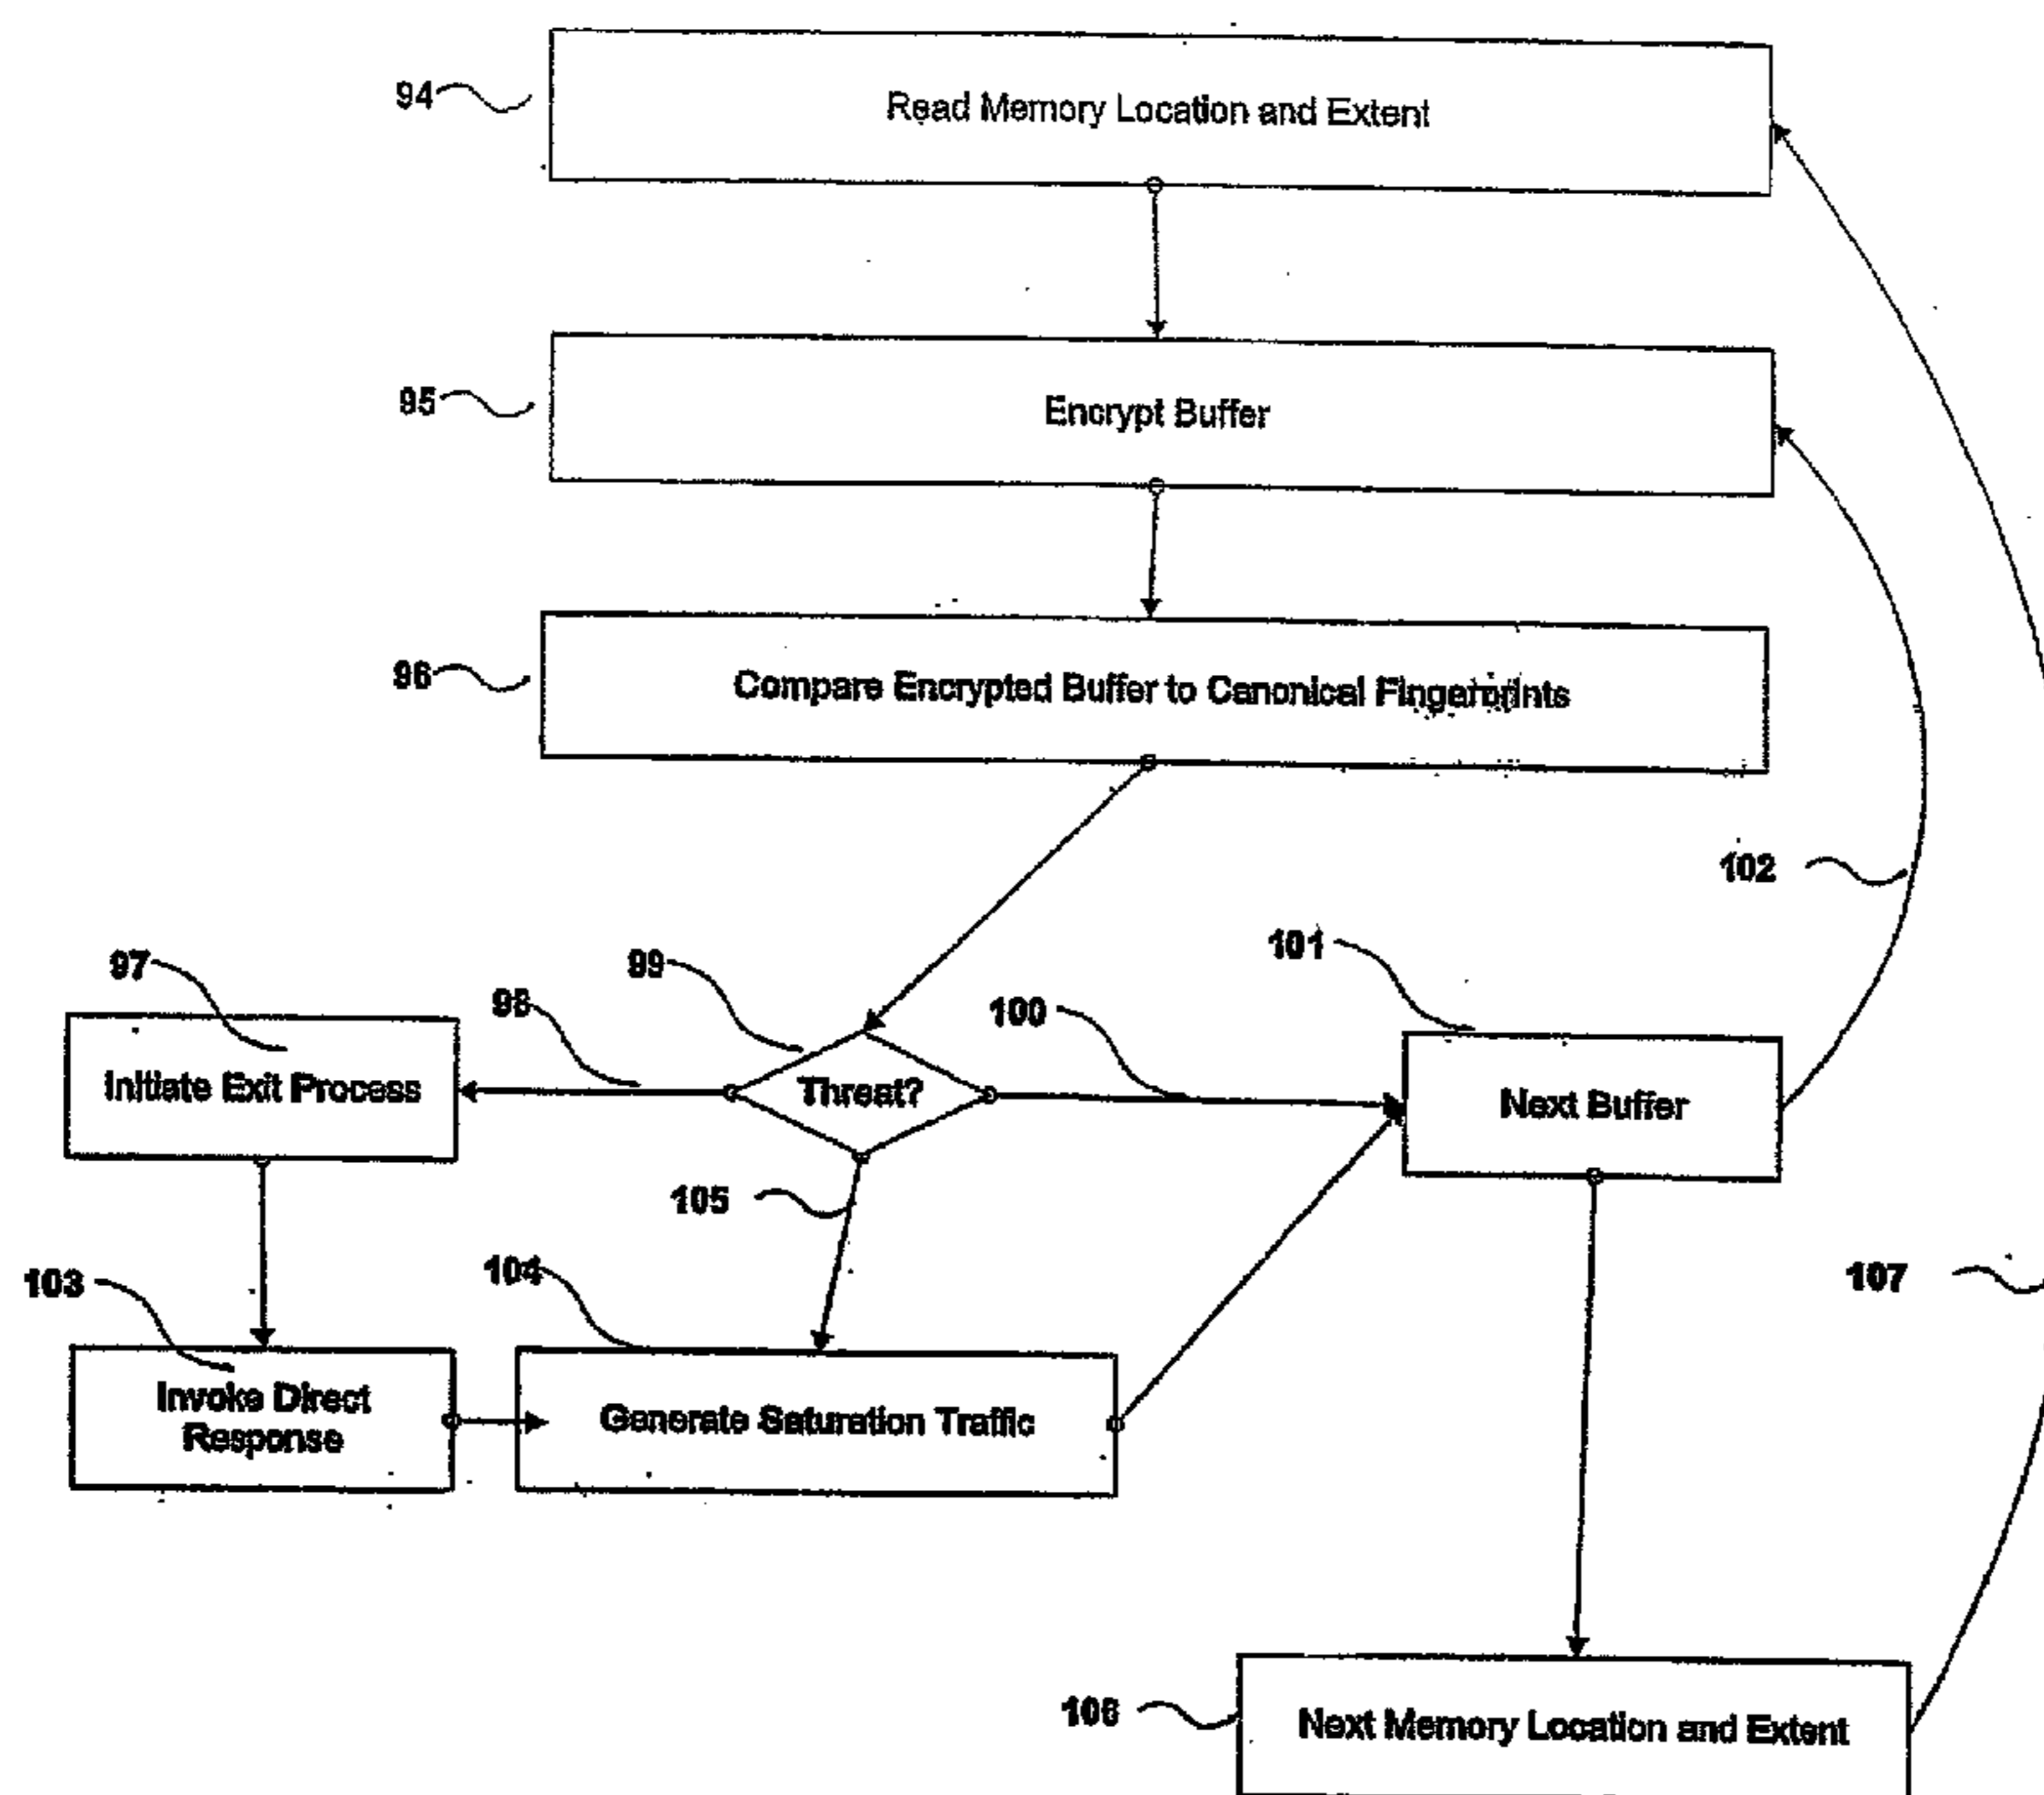 94
Read Memory Location and Extent
95
Encrypt Buffer
96
Compare Encrypted Buffer to Canonical Fingerprints
102
101
97
99
98
100
Initiate Exit Process
Threat?
Next Buffer
105
103
104
107
Invoke Direct
Response
Generate Saturation Traffic
106
Next Memory Location and Extent